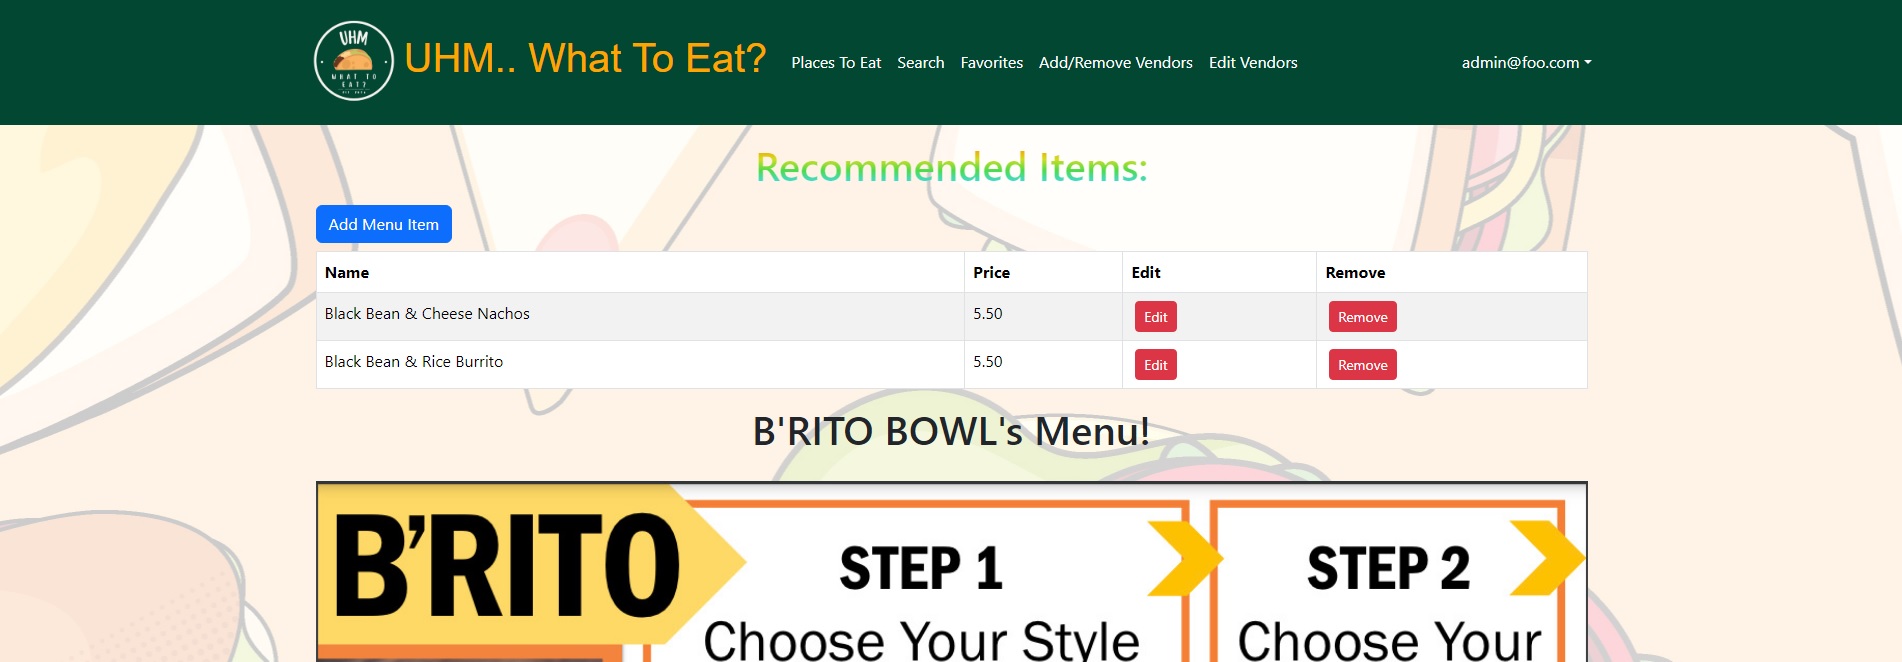 UHM
WHAT TO
EAT?
UHM.. What To Eat?
Places To Eat Search Favorites Add/Remove Vendors Edit Vendors admin@foo.com
Recommended Items:
Add Menu Item
Name Price Edit Remove
Black Bean & Cheese Nachos 5.50 Edit Remove
Black Bean & Rice Burrito 5.50 Edit Remove
B'RITO BOWL's Menu!
B’RITO
STEP 1
Choose Your Style
STEP 2
Choose Your